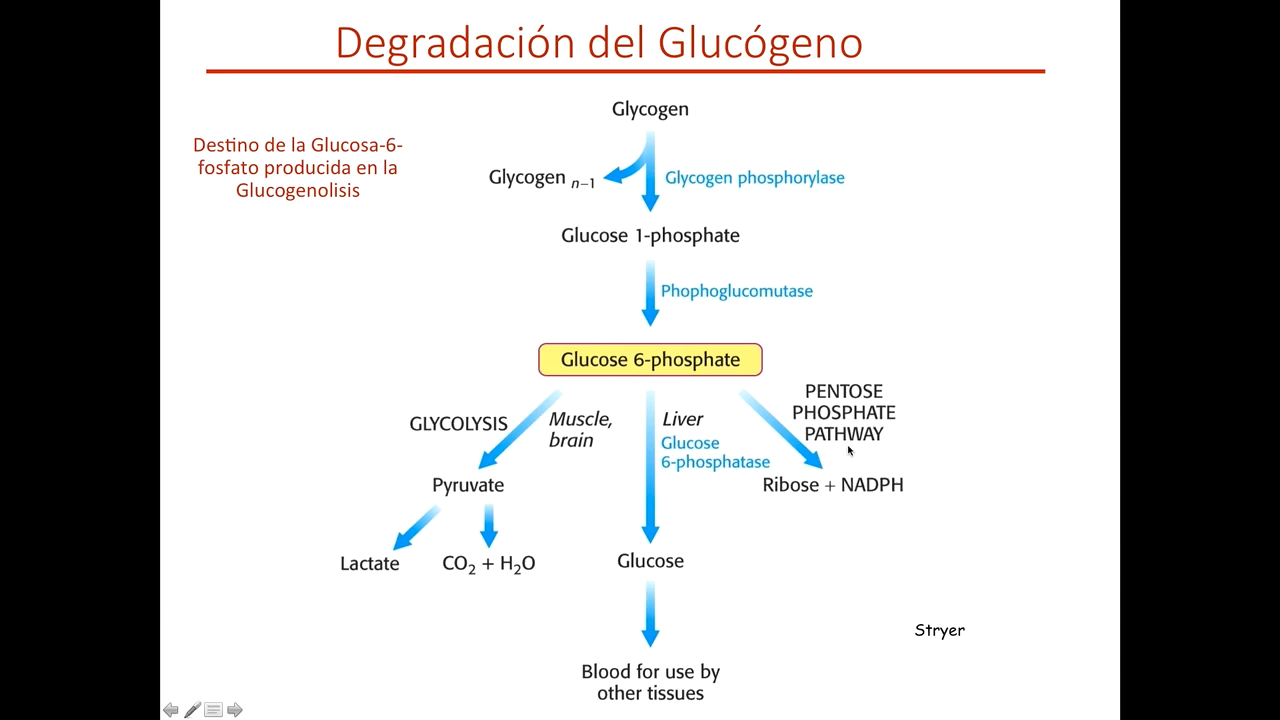 Degradación del Glucógeno
Destino de la Glucosa-6-
fosfato producida en la
Glucogenolisis
Glycogen
Glycogen n–1
Glycogen phosphorylase
Glucose 1-phosphate
Phophoglucomutase
Glucose 6-phosphate
GLYCOLYSIS
Muscle,
brain
Liver
Glucose
6-phosphatase
PENTOSE
PHOSPHATE
PATHWAY
Pyruvate
Ribose + NADPH
Lactate
CO2 + H2O
Glucose
Stryer
Blood for use by
other tissues